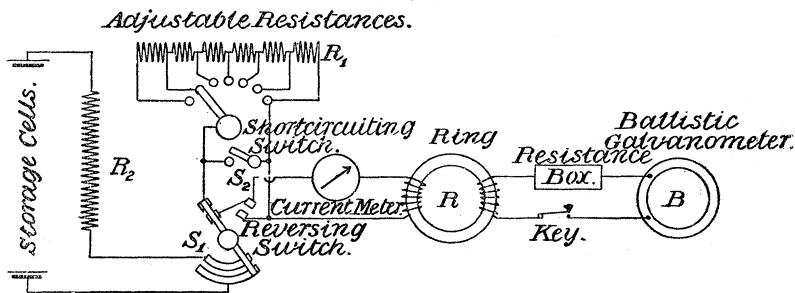 Adjustable Resistances.
R1
Storage Cells.
R2
Shortcircuiting
Switch.
S2
Ring
R
Ballistic
Galvanometer.
Resistance
Box.
B
Current Meter.
Key.
Reversing
Switch.
S1